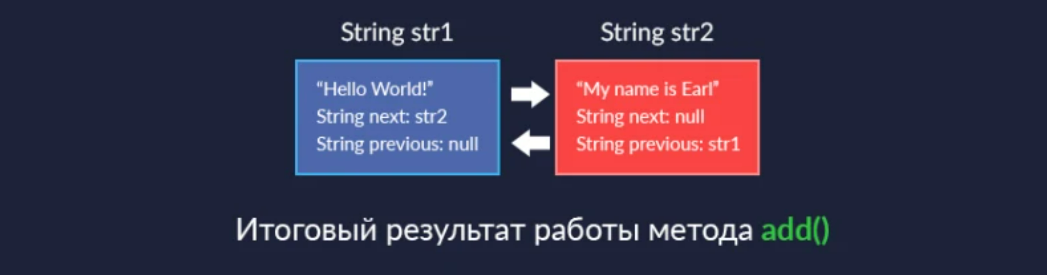 String str1
String str2
“Hello World!”
String next: str2
String previous: null
“My name is Earl”
String next: null
String previous: str1
Итоговый результат работы метода add()